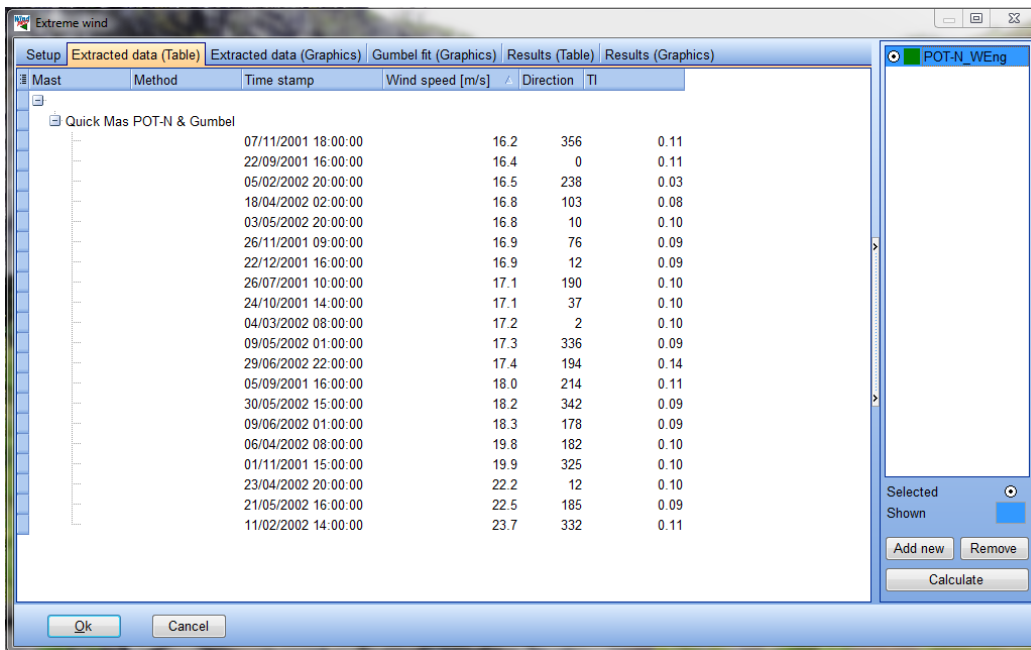 Wind Extreme wind
Setup Extracted data (Table) Extracted data (Graphics) Gumbel fit (Graphics) Results (Table) Results (Graphics)
POT-N_WEng
Mast Method Time stamp Wind speed [m/s] Direction TI
Quick Mas POT-N & Gumbel
07/11/2001 18:00:00 16.2 356 0.11
22/09/2001 16:00:00 16.4 0 0.11
05/02/2002 20:00:00 16.5 238 0.03
18/04/2002 02:00:00 16.8 103 0.08
03/05/2002 20:00:00 16.8 10 0.10
26/11/2001 09:00:00 16.9 76 0.09
22/12/2001 16:00:00 16.9 12 0.09
26/07/2001 10:00:00 17.1 190 0.10
24/10/2001 14:00:00 17.1 37 0.10
04/03/2002 08:00:00 17.2 2 0.10
09/05/2002 01:00:00 17.3 336 0.09
29/06/2002 22:00:00 17.4 194 0.14
05/09/2001 16:00:00 18.0 214 0.11
30/05/2002 15:00:00 18.2 342 0.09
09/06/2002 01:00:00 18.3 178 0.09
06/04/2002 08:00:00 19.8 182 0.10
01/11/2001 15:00:00 19.9 325 0.10
23/04/2002 20:00:00 22.2 12 0.10
21/05/2002 16:00:00 22.5 185 0.09
11/02/2002 14:00:00 23.7 332 0.11
Selected
Shown
Add new Remove
Calculate
Ok Cancel